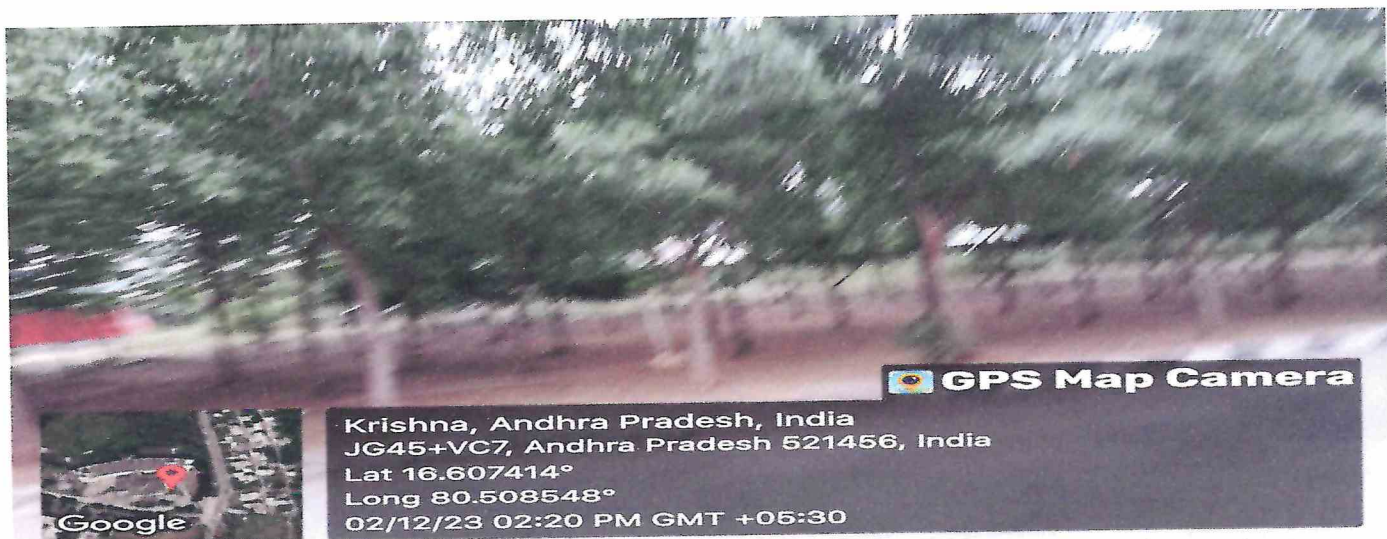 GPS Map Camera
Krishna, Andhra Pradesh, India
JG45+VC7, Andhra Pradesh 521456, India
Lat 16.607414°
Long 80.508548°
02/12/23 02:20 PM GMT +05:30
Google